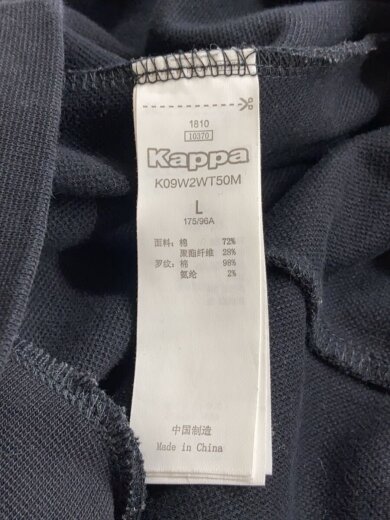 1810
10370
Kappa
K09W2WT50M
L
175/96A
面料: 棉 72%
聚酯纤维 28%
罗纹: 棉 98%
氨纶 2%
中国制造
Made in China